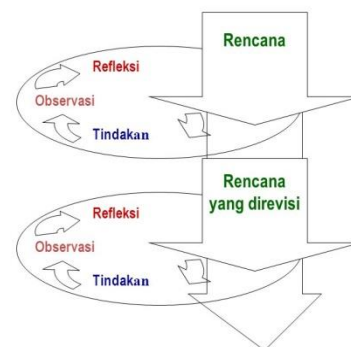 Rencana
Refleksi
Observasi
Tindakan
Rencana
yang direvisi
Refleksi
Observasi
Tindakan